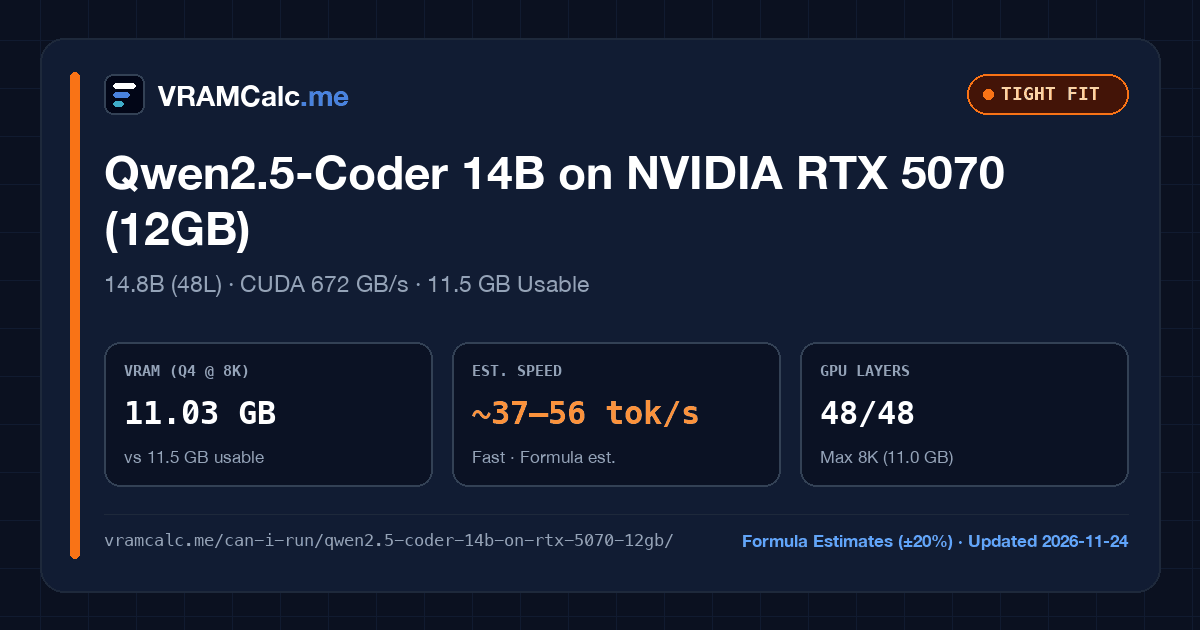 VRAMCalc.me
TIGHT FIT
Qwen2.5-Coder 14B on NVIDIA RTX 5070
(12GB)
14.8B (48L) · CUDA 672 GB/s · 11.5 GB Usable
VRAM (Q4 @ 8K)
11.03 GB
vs 11.5 GB usable
EST. SPEED
~37–56 tok/s
Fast · Formula est.
GPU LAYERS
48/48
Max 8K (11.0 GB)
vramcalc.me/can-i-run/qwen2.5-coder-14b-on-rtx-5070-12gb/
Formula Estimates (±20%) · Updated 2026-11-24